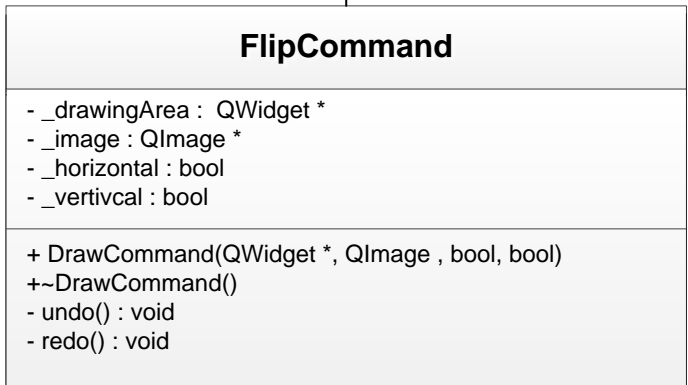 FlipCommand
- _drawingArea :  QWidget *
- _image : QImage *
- _horizontal : bool
- _vertivcal : bool
+ DrawCommand(QWidget *, QImage , bool, bool)
+~DrawCommand()
- undo() : void
- redo() : void